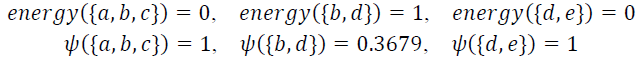 energy({a, b, c}) = 0, energy({b, d}) = 1, energy({d, e}) = 0
ψ({a, b, c}) = 1, ψ({b, d}) = 0.3679, ψ({d, e}) = 1